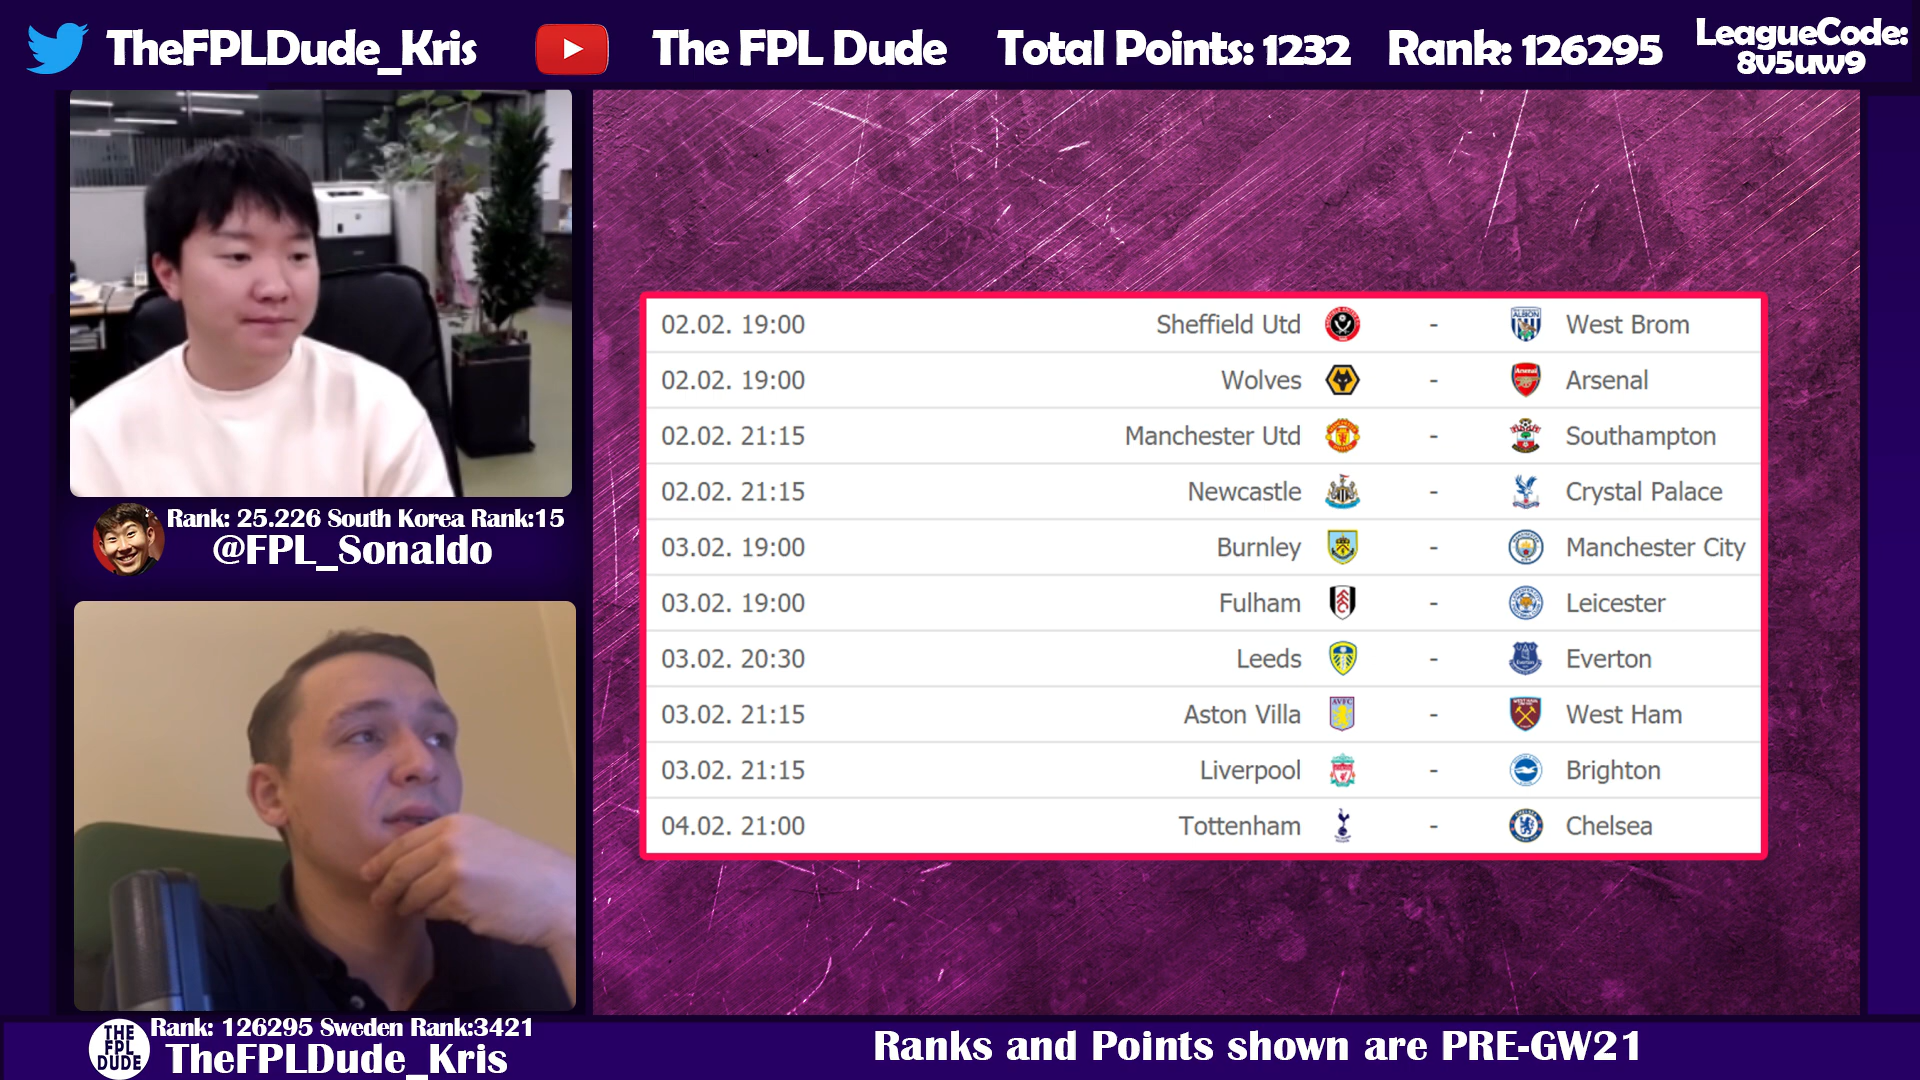 TheFPLDude_Kris
The FPL Dude
Total Points: 1232
Rank: 126295
LeagueCode:
8v5uw9
Rank: 25.226 South Korea Rank:15
@FPL_Sonaldo
02.02. 19:00 Sheffield Utd - West Brom
02.02. 19:00 Wolves - Arsenal
02.02. 21:15 Manchester Utd - Southampton
02.02. 21:15 Newcastle - Crystal Palace
03.02. 19:00 Burnley - Manchester City
03.02. 19:00 Fulham - Leicester
03.02. 20:30 Leeds - Everton
03.02. 21:15 Aston Villa - West Ham
03.02. 21:15 Liverpool - Brighton
04.02. 21:00 Tottenham - Chelsea
THE
FPL
DUDE
Rank: 126295 Sweden Rank:3421
TheFPLDude_Kris
Ranks and Points shown are PRE-GW21